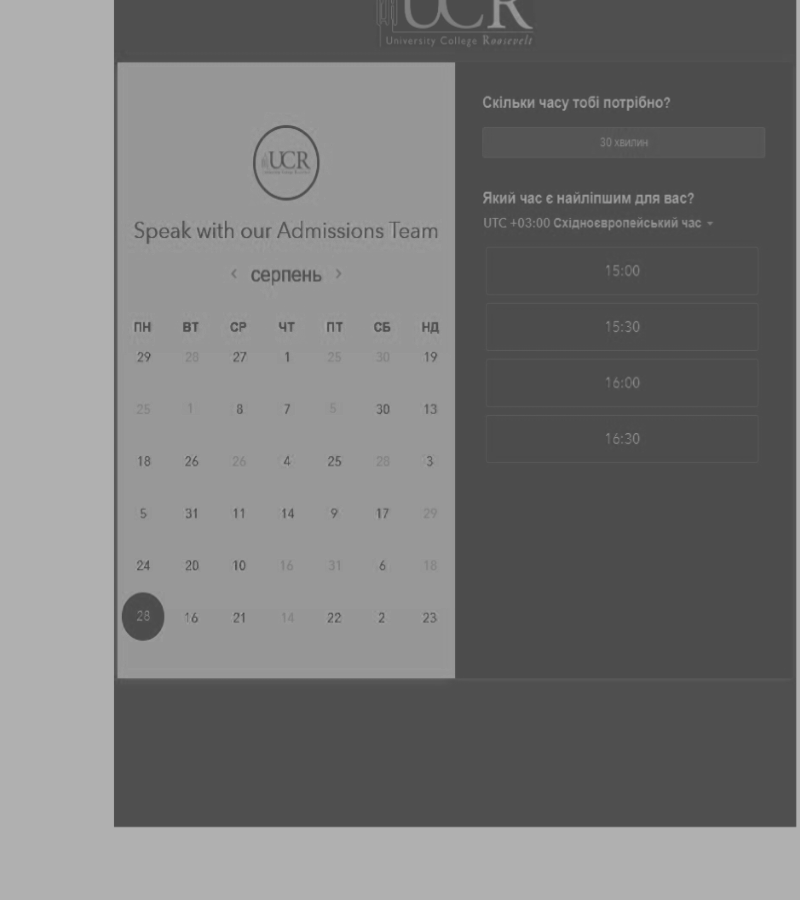 UCR
University College Roosevelt
UCR
Speak with our Admissions Team
‹ серпень ›
ПН ВТ СР ЧТ ПТ СБ НД
29 28 27 1 25 30 19
25 1 8 7 5 30 13
18 26 26 4 25 28 3
5 31 11 14 9 17 29
24 20 10 16 31 6 18
28 16 21 14 22 2 23
Скільки часу тобі потрібно?
30 хвилин
Який час є найліпшим для вас?
UTC +03:00 Східноєвропейський час
15:00
15:30
16:00
16:30